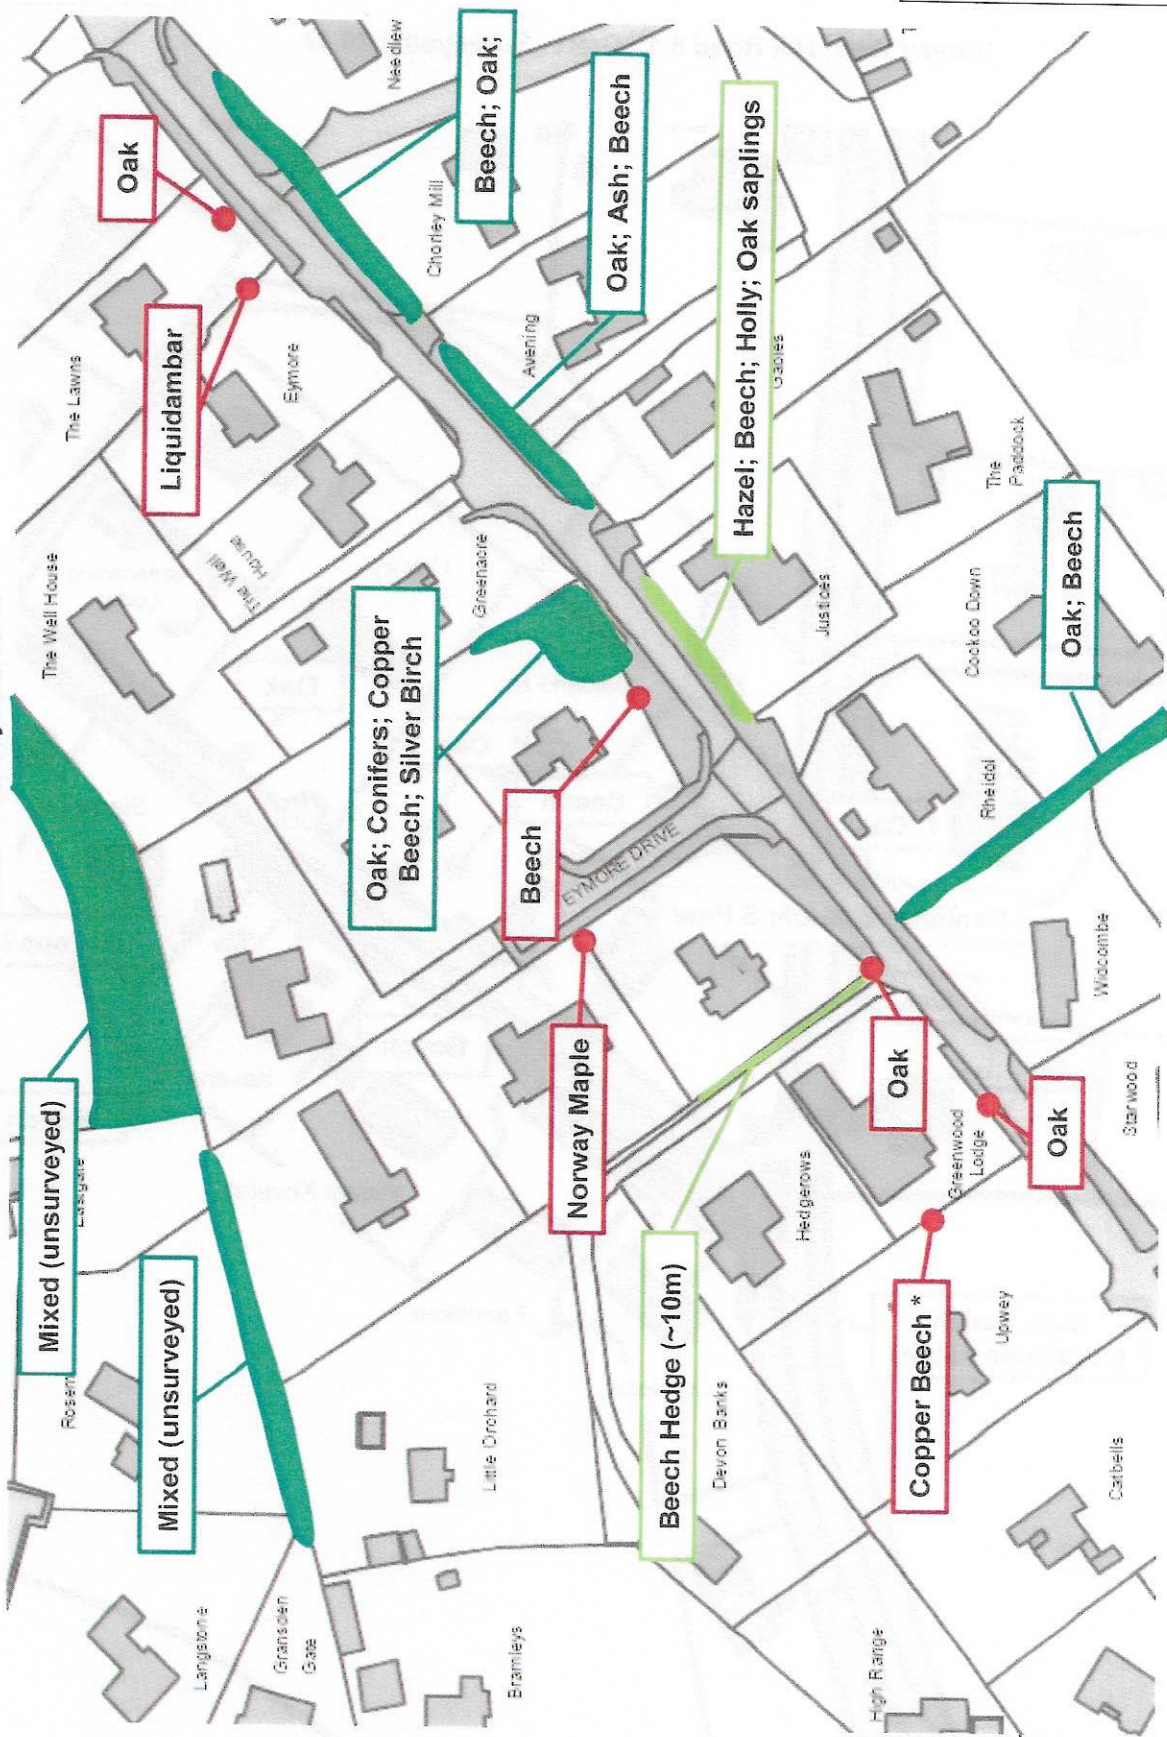 Oak
Liquidambar
Beech; Oak;
Oak; Ash; Beech
Hazel; Beech; Holly; Oak saplings
Oak; Conifers; Copper
Beech; Silver Birch
Beech
Norway Maple
Oak; Beech
Oak
Oak
Copper Beech *
Beech Hedge (~10m)
Mixed (unsurveyed)
Mixed (unsurveyed)
The Lawns
Eymore
The Well
House
The Well House
Greenacre
Chorley Mill
Avening
Gables
Justices
The
Paddock
Cookoo Down
Rheidol
Widcombe
Starwood
EYMORE DRIVE
Greenwood
Lodge
Hedgerows
Upwey
Catbells
Devon Banks
Little Orchard
High Range
Bramleys
Gransden
Gate
Langstone
Rosem
Needlew